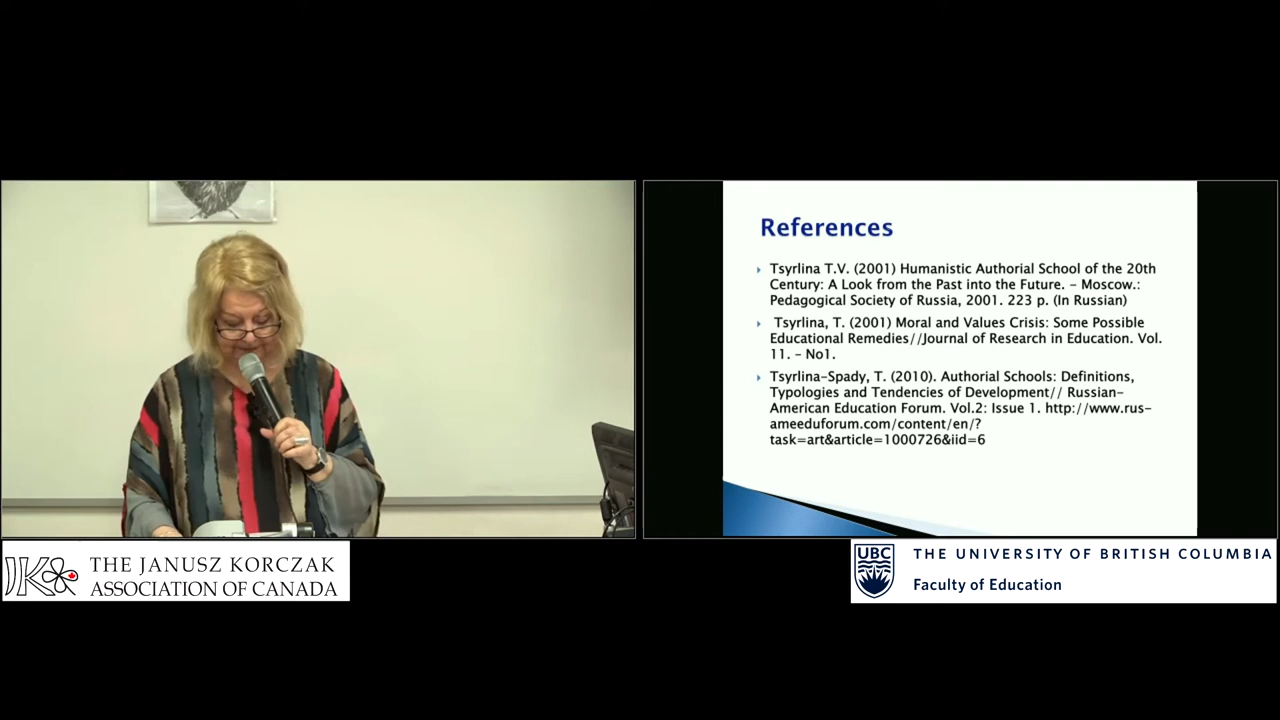 References
Tsyrlina T.V. (2001) Humanistic Authorial School of the 20th
Century: A Look from the Past into the Future. – Moscow.:
Pedagogical Society of Russia, 2001. 223 p. (In Russian)
Tsyrlina, T. (2001) Moral and Values Crisis: Some Possible
Educational Remedies//Journal of Research in Education. Vol.
11. – No1.
Tsyrlina-Spady, T. (2010). Authorial Schools: Definitions,
Typologies and Tendencies of Development// Russian-
American Education Forum. Vol.2: Issue 1. http://www.rus-
ameeduforum.com/content/en/?
task=art&article=1000726&iid=6
JK
THE JANUSZ KORCZAK
ASSOCIATION OF CANADA
UBC
THE UNIVERSITY OF BRITISH COLUMBIA
Faculty of Education